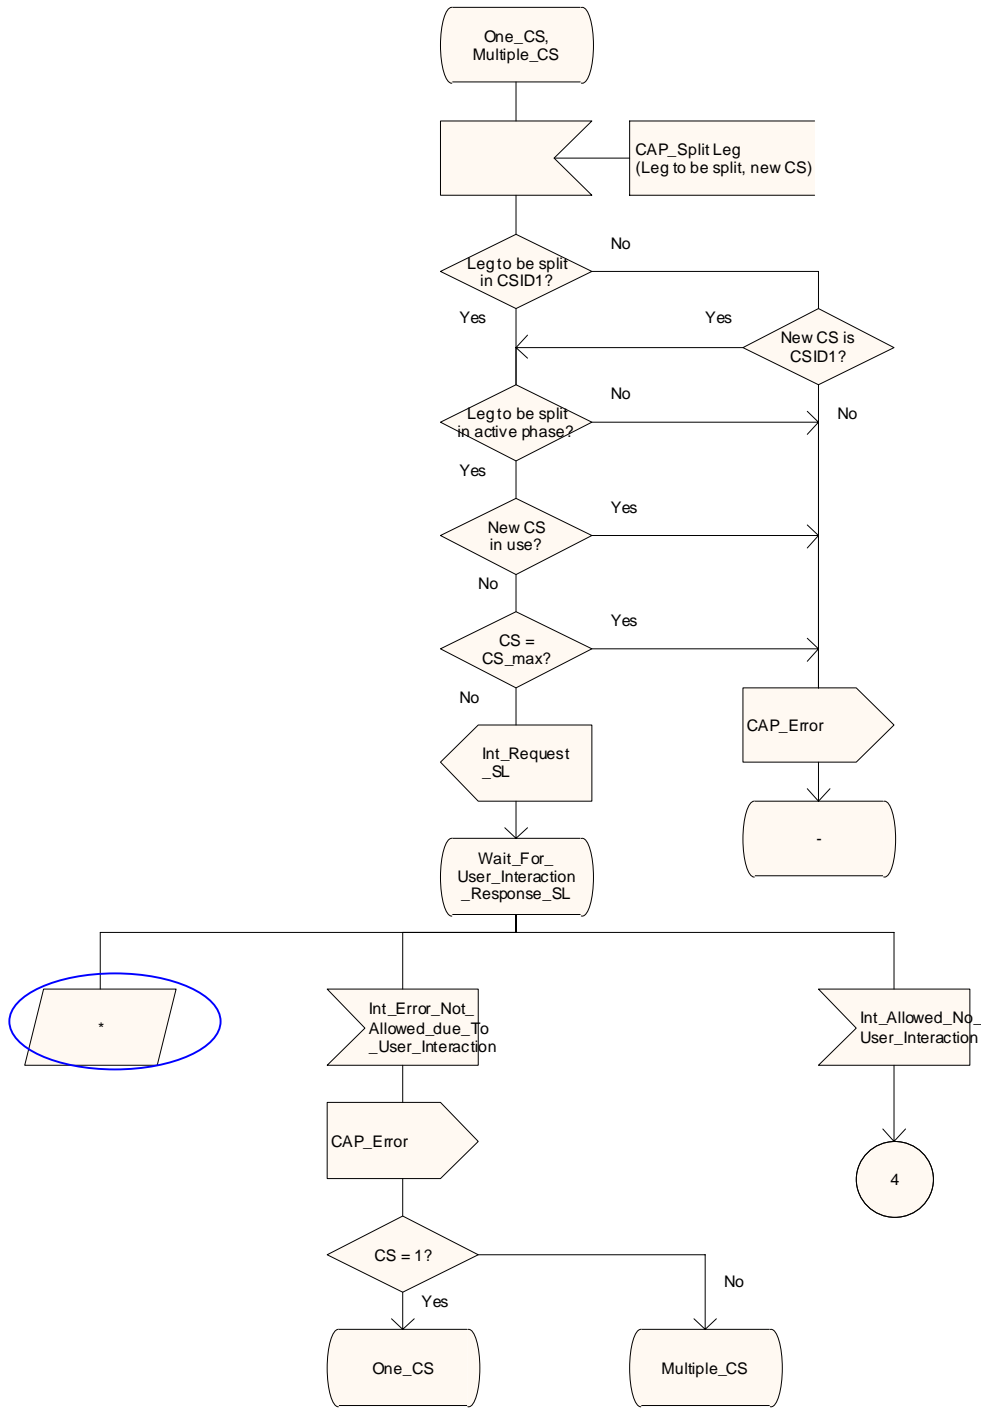 One_CS,
Multiple_CS
CAP_Split Leg
(Leg to be split, new CS)
No
Leg to be split
in CSID1?
Yes
Yes
New CS is
CSID1?
No
No
Leg to be split
in active phase?
Yes
Yes
New CS
in use?
No
Yes
CS =
CS_max?
No
CAP_Error
Int_Request
_SL
-
Wait_For_
User_Interaction
_Response_SL
*
Int_Error_Not_
Allowed_due_To
_User_Interaction
Int_Allowed_No_
User_Interaction
CAP_Error
4
CS = 1?
No
Yes
One_CS
Multiple_CS